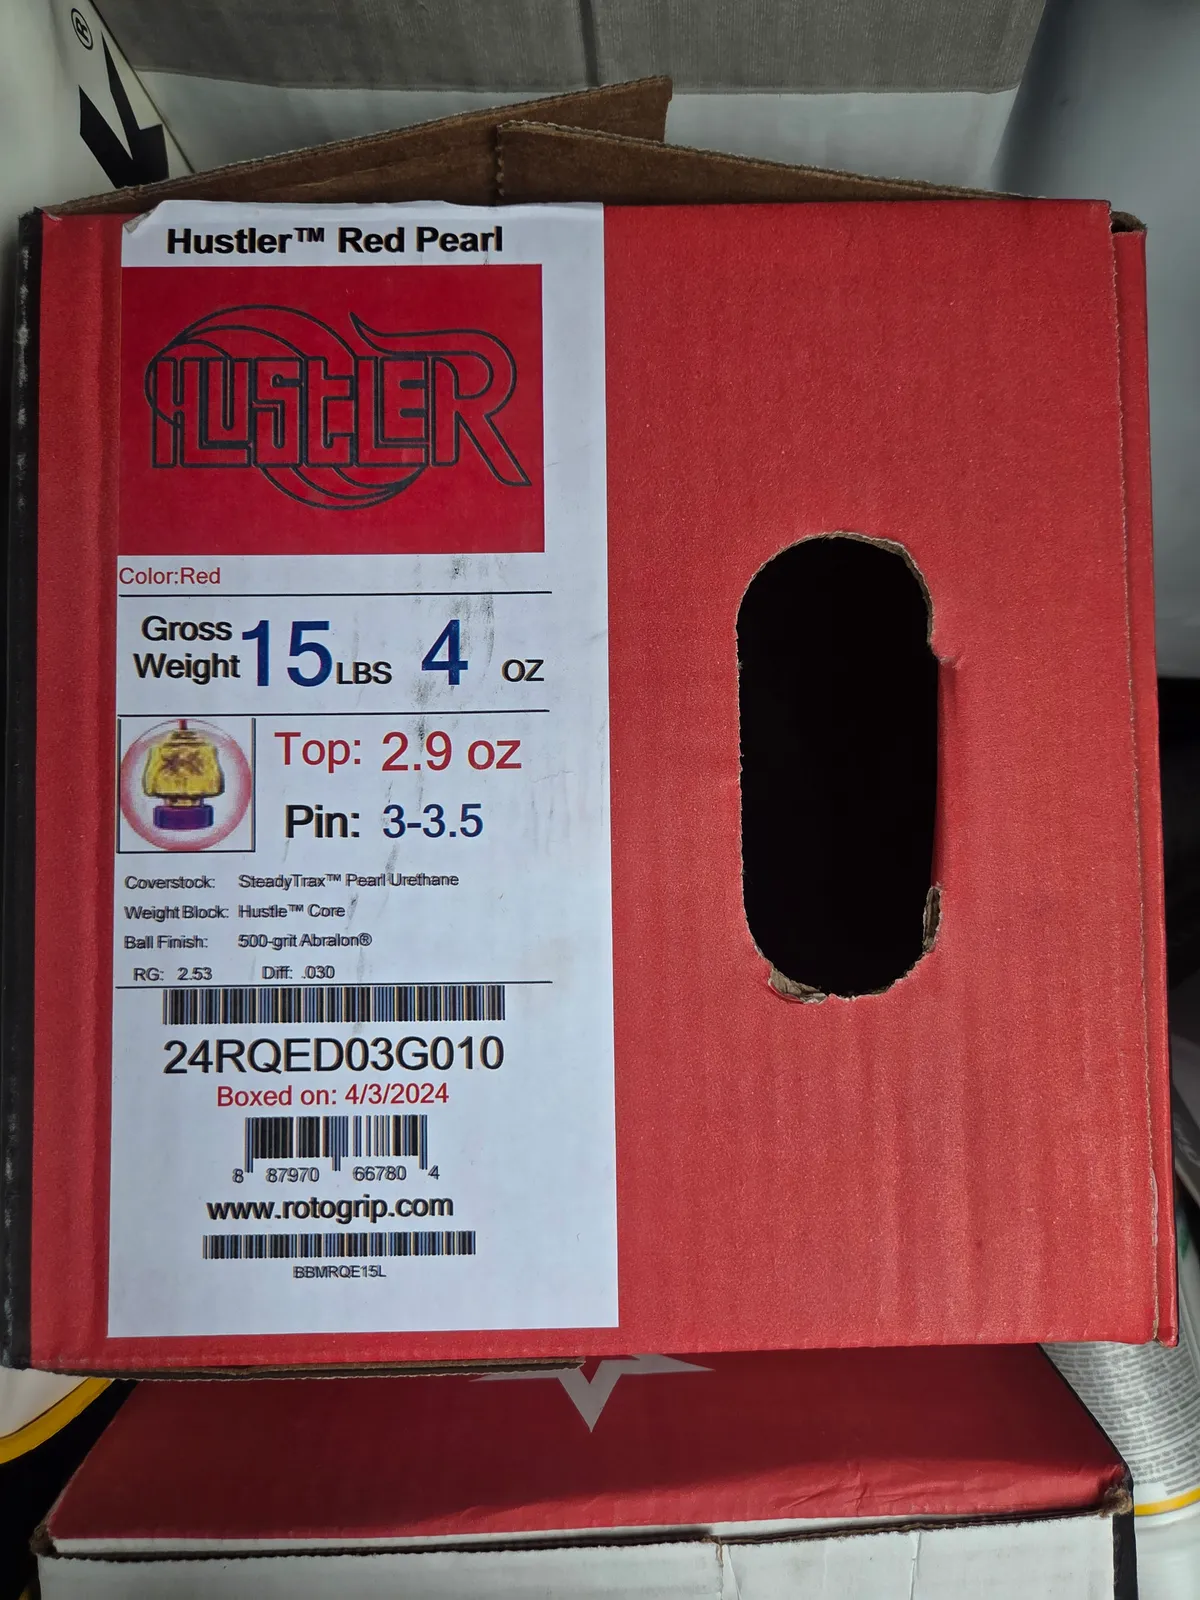 ®
Hustler™ Red Pearl
HUSTLER
Color:Red
Gross Weight 15 LBS 4 OZ
Top: 2.9 oz
Pin: 3-3.5
Coverstock: SteadyTrax™ Pearl Urethane
Weight Block: Hustle™ Core
Ball Finish: 500-grit Abralon®
RG: 2.53 Diff: .030
24RQED03G010
Boxed on: 4/3/2024
8 87970 66780 4
www.rotogrip.com
BBMRQE15L